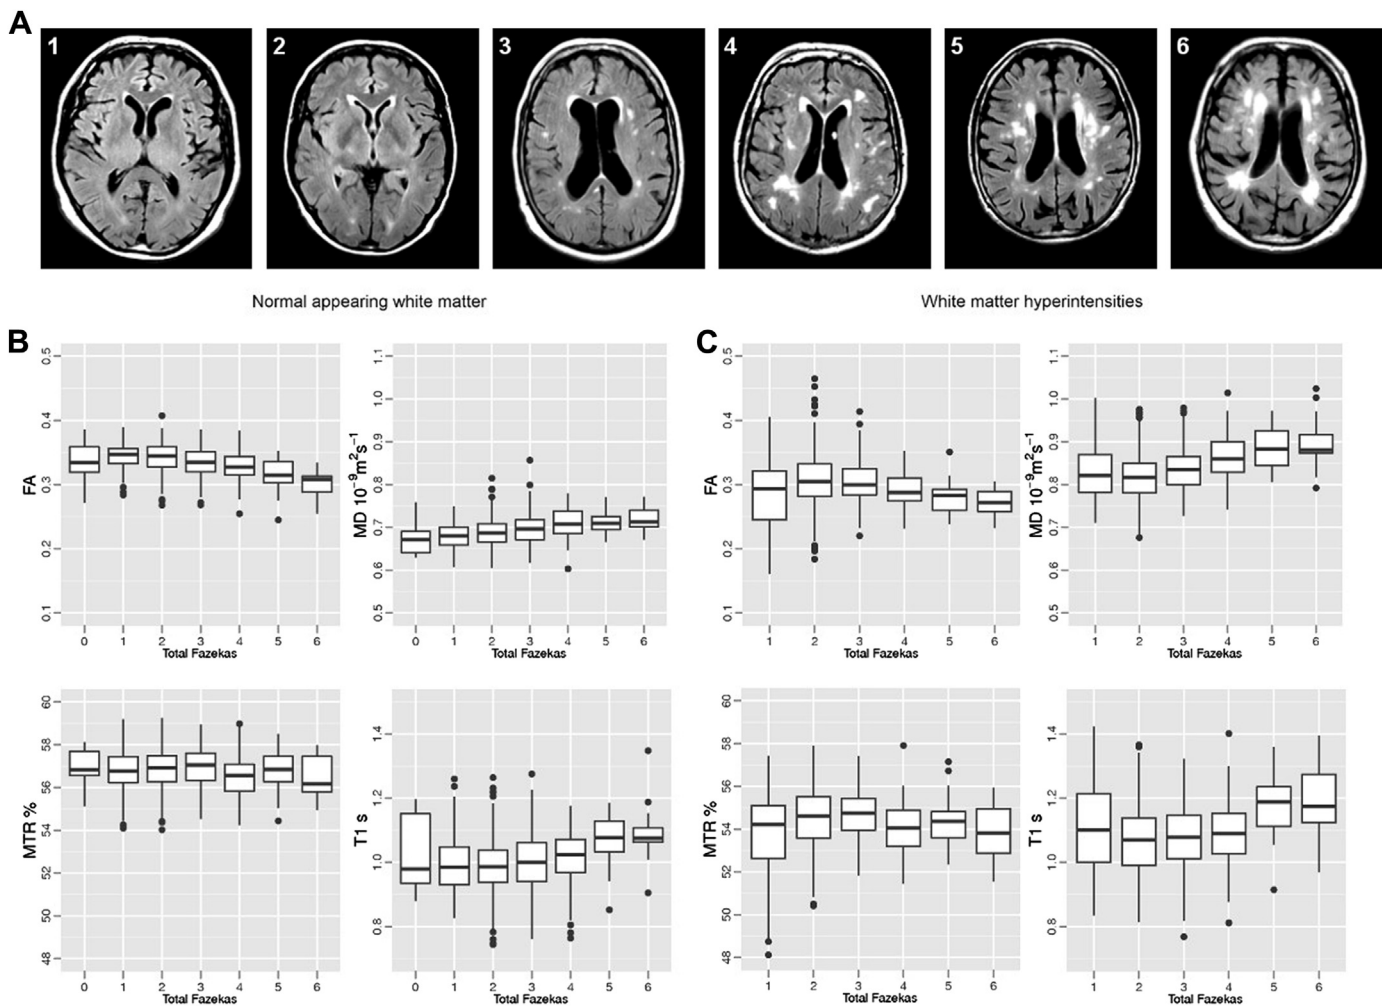 A
1 2 3 4 5 6
Normal appearing white matter
White matter hyperintensities
B
FA
0.5
0.4
0.3
0.2
0.1
0 1 2 3 4 5 6
Total Fazekas
MD 10⁻⁹m²s⁻¹
1.1
1.0
0.9
0.8
0.7
0.6
0.5
0 1 2 3 4 5 6
Total Fazekas
MTR %
60
58
56
54
52
50
48
0 1 2 3 4 5 6
Total Fazekas
T1 s
1.4
1.2
1.0
0.8
0 1 2 3 4 5 6
Total Fazekas
C
FA
0.5
0.4
0.3
0.2
0.1
1 2 3 4 5 6
Total Fazekas
MD 10⁻⁹m²s⁻¹
1.1
1.0
0.9
0.8
0.7
0.6
0.5
1 2 3 4 5 6
Total Fazekas
MTR %
60
58
56
54
52
50
48
1 2 3 4 5 6
Total Fazekas
T1 s
1.4
1.2
1.0
0.8
1 2 3 4 5 6
Total Fazekas